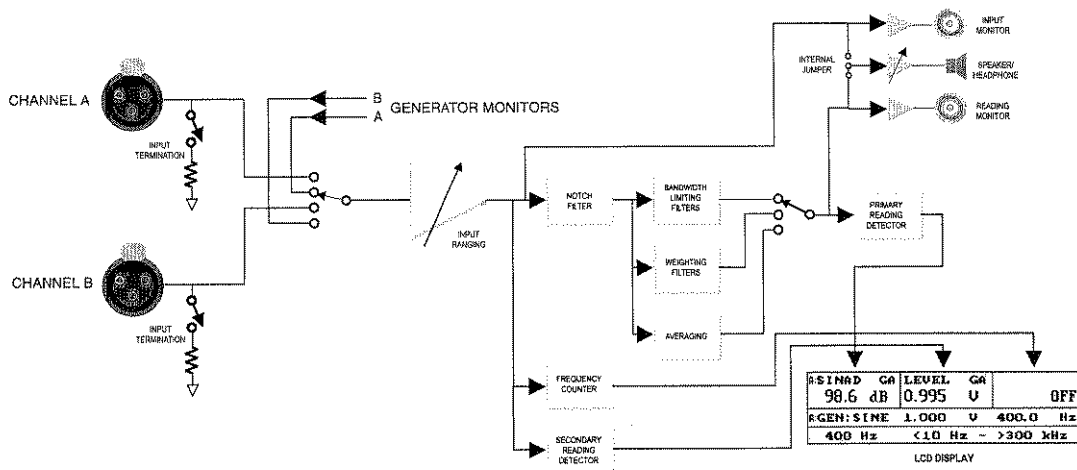 CHANNEL A
INPUT
TERMINATION
B
A
GENERATOR MONITORS
CHANNEL B
INPUT
TERMINATION
INPUT
RANGING
NOTCH
FILTER
BANDWIDTH
LIMITING
FILTERS
WEIGHTING
FILTERS
AVERAGING
FREQUENCY
COUNTER
SECONDARY
READING
DETECTOR
INTERNAL
JUMPER
INPUT
MONITOR
SPEAKER/
HEADPHONE
READING
MONITOR
PRIMARY
READING
DETECTOR
A:SINAD GA LEVEL GA
98.6 dB 0.995 V OFF
A:GEN:SINE 1.000 V 400.0 Hz
400 Hz <10 Hz ~ >300 kHz
LCD DISPLAY